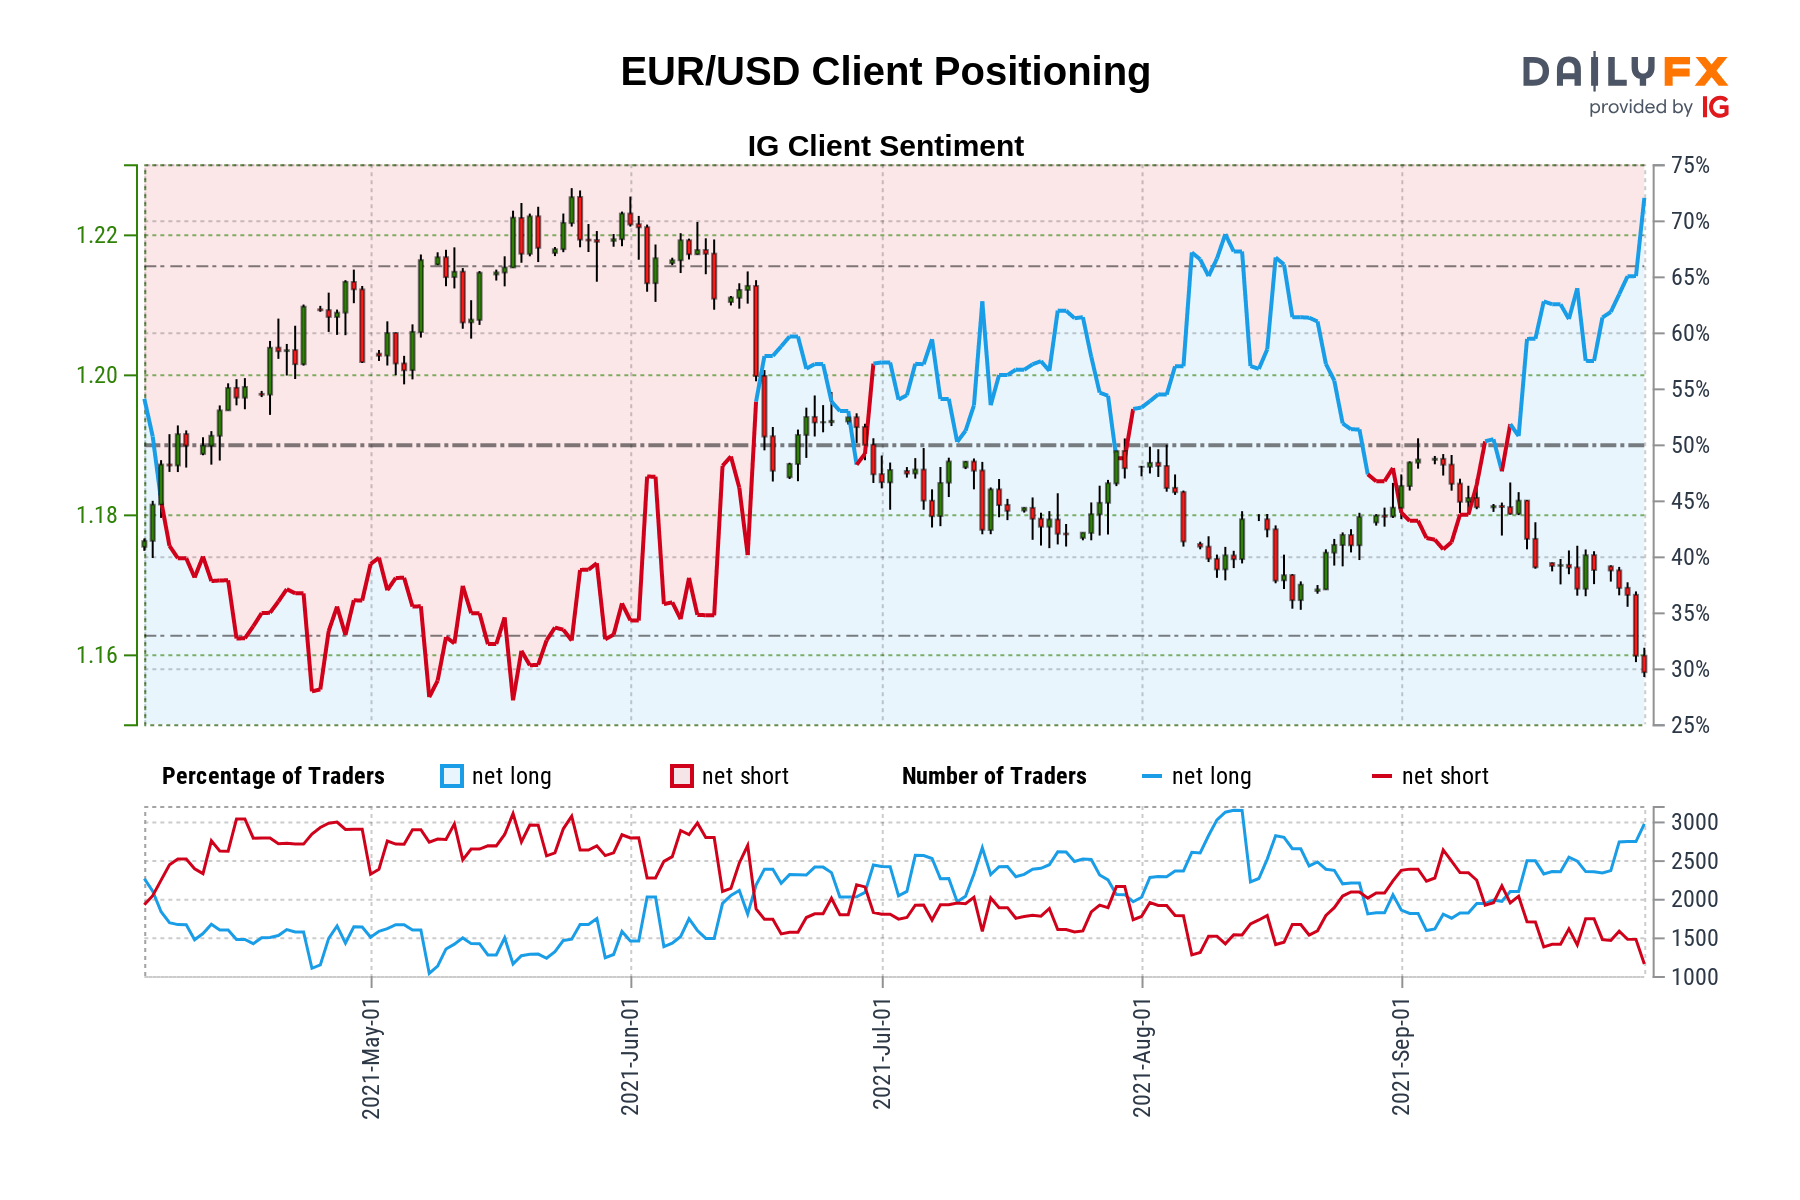 EUR/USD Client Positioning
DAILYFX
provided by IG
IG Client Sentiment
75%
70%
1.22
65%
60%
1.20
55%
50%
1.18
45%
40%
35%
1.16
30%
25%
Percentage of Traders net long net short Number of Traders net long net short
3000
2500
2000
1500
1000
2021-May-01
2021-Jun-01
2021-Jul-01
2021-Aug-01
2021-Sep-01